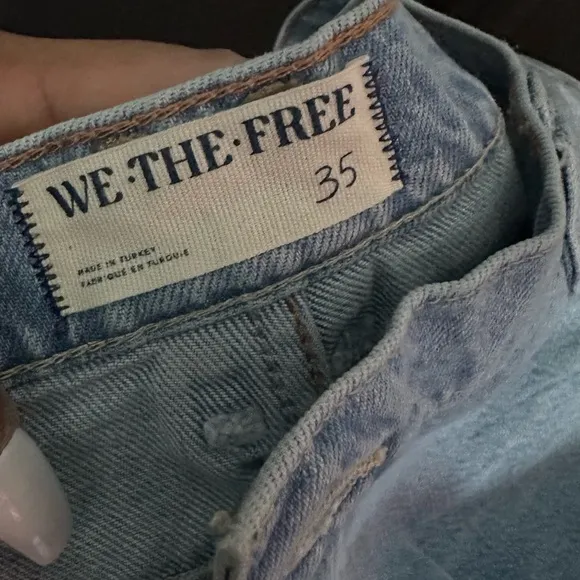 WE·THE·FREE
35
MADE IN TURKEY
FABRIQUÉ EN TURQUIE